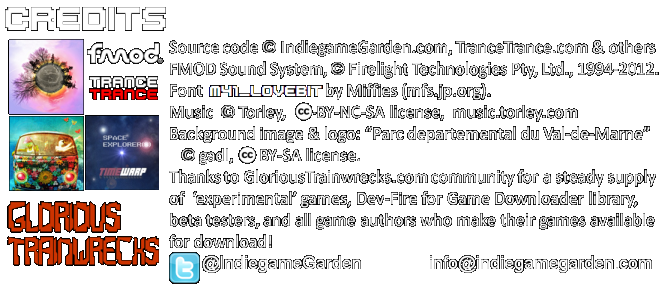 CREDITS
fmod.
TRANCE
TRANCE
SPACE
EXPLORERS
TIMEWARP
GLORIOUS
TRAINWRECKS
Source code © IndiegameGarden.com, TranceTrance.com & others
FMOD Sound System, © Firelight Technologies Pty, Ltd., 1994-2012.
Font M41_LOVEBIT by Miffies (mfs.jp.org).
Music © Torley, cc-BY-NC-SA license, music.torley.com
Background image & logo: “Parc departemental du Val-de-Marne”
© gadl, cc BY-SA license.
Thanks to GloriousTrainwrecks.com community for a steady supply
of ‘experimental’ games, Dev-Fire for Game Downloader library,
beta testers, and all game authors who make their games available
for download!
@IndiegameGarden info@indiegamegarden.com